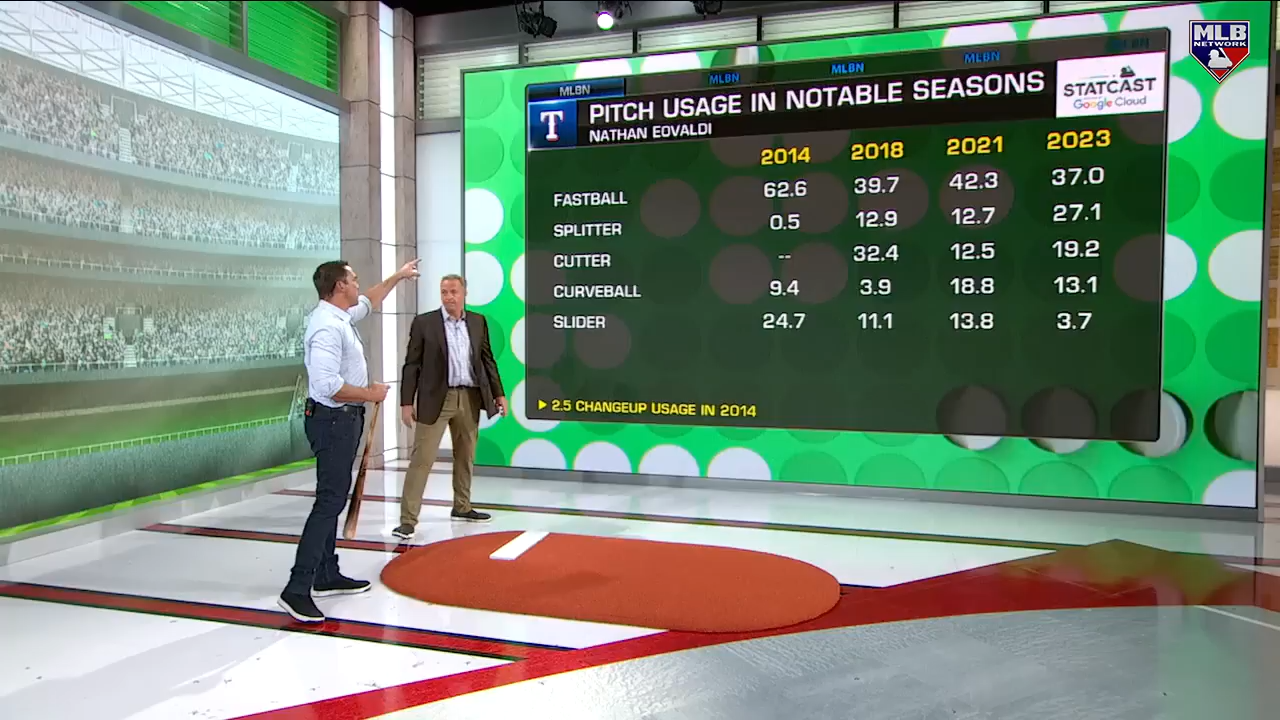 MLB
NETWORK
MLBN MLBN MLBN
MLBN
PITCH USAGE IN NOTABLE SEASONS
STATCAST
Google Cloud
T
NATHAN EOVALDI
2014 2018 2021 2023
FASTBALL 62.6 39.7 42.3 37.0
SPLITTER 0.5 12.9 12.7 27.1
CUTTER -- 32.4 12.5 19.2
CURVEBALL 9.4 3.9 18.8 13.1
SLIDER 24.7 11.1 13.8 3.7
2.5 CHANGEUP USAGE IN 2014